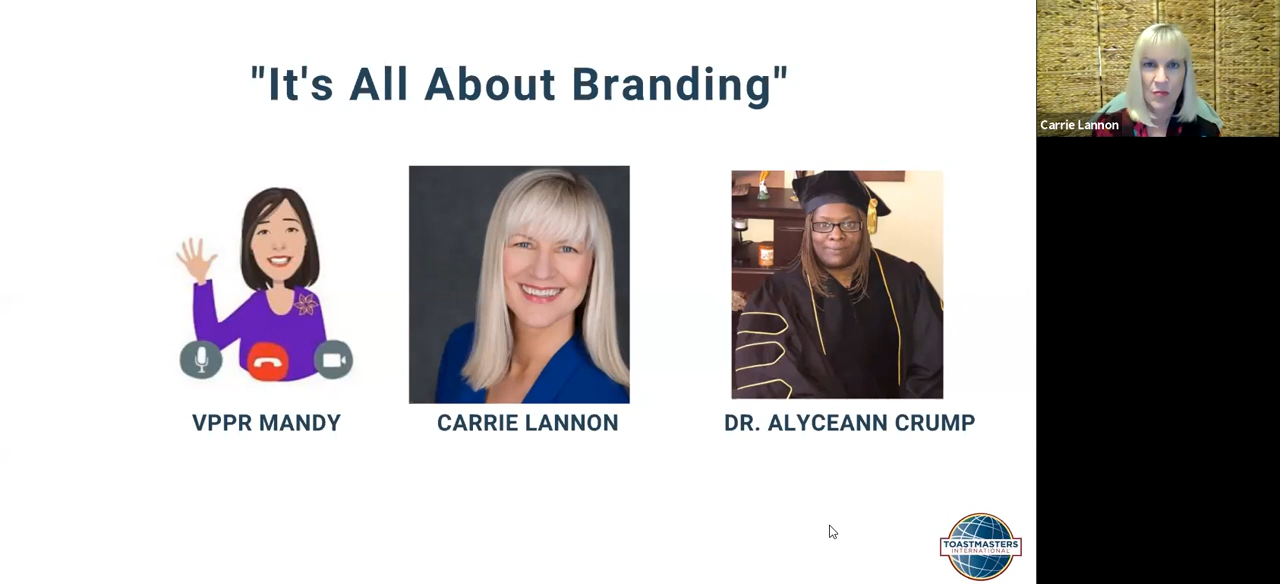 "It's All About Branding"
Carrie Lannon
VPPR MANDY
CARRIE LANNON
DR. ALYCEANN CRUMP
TOASTMASTERS
INTERNATIONAL